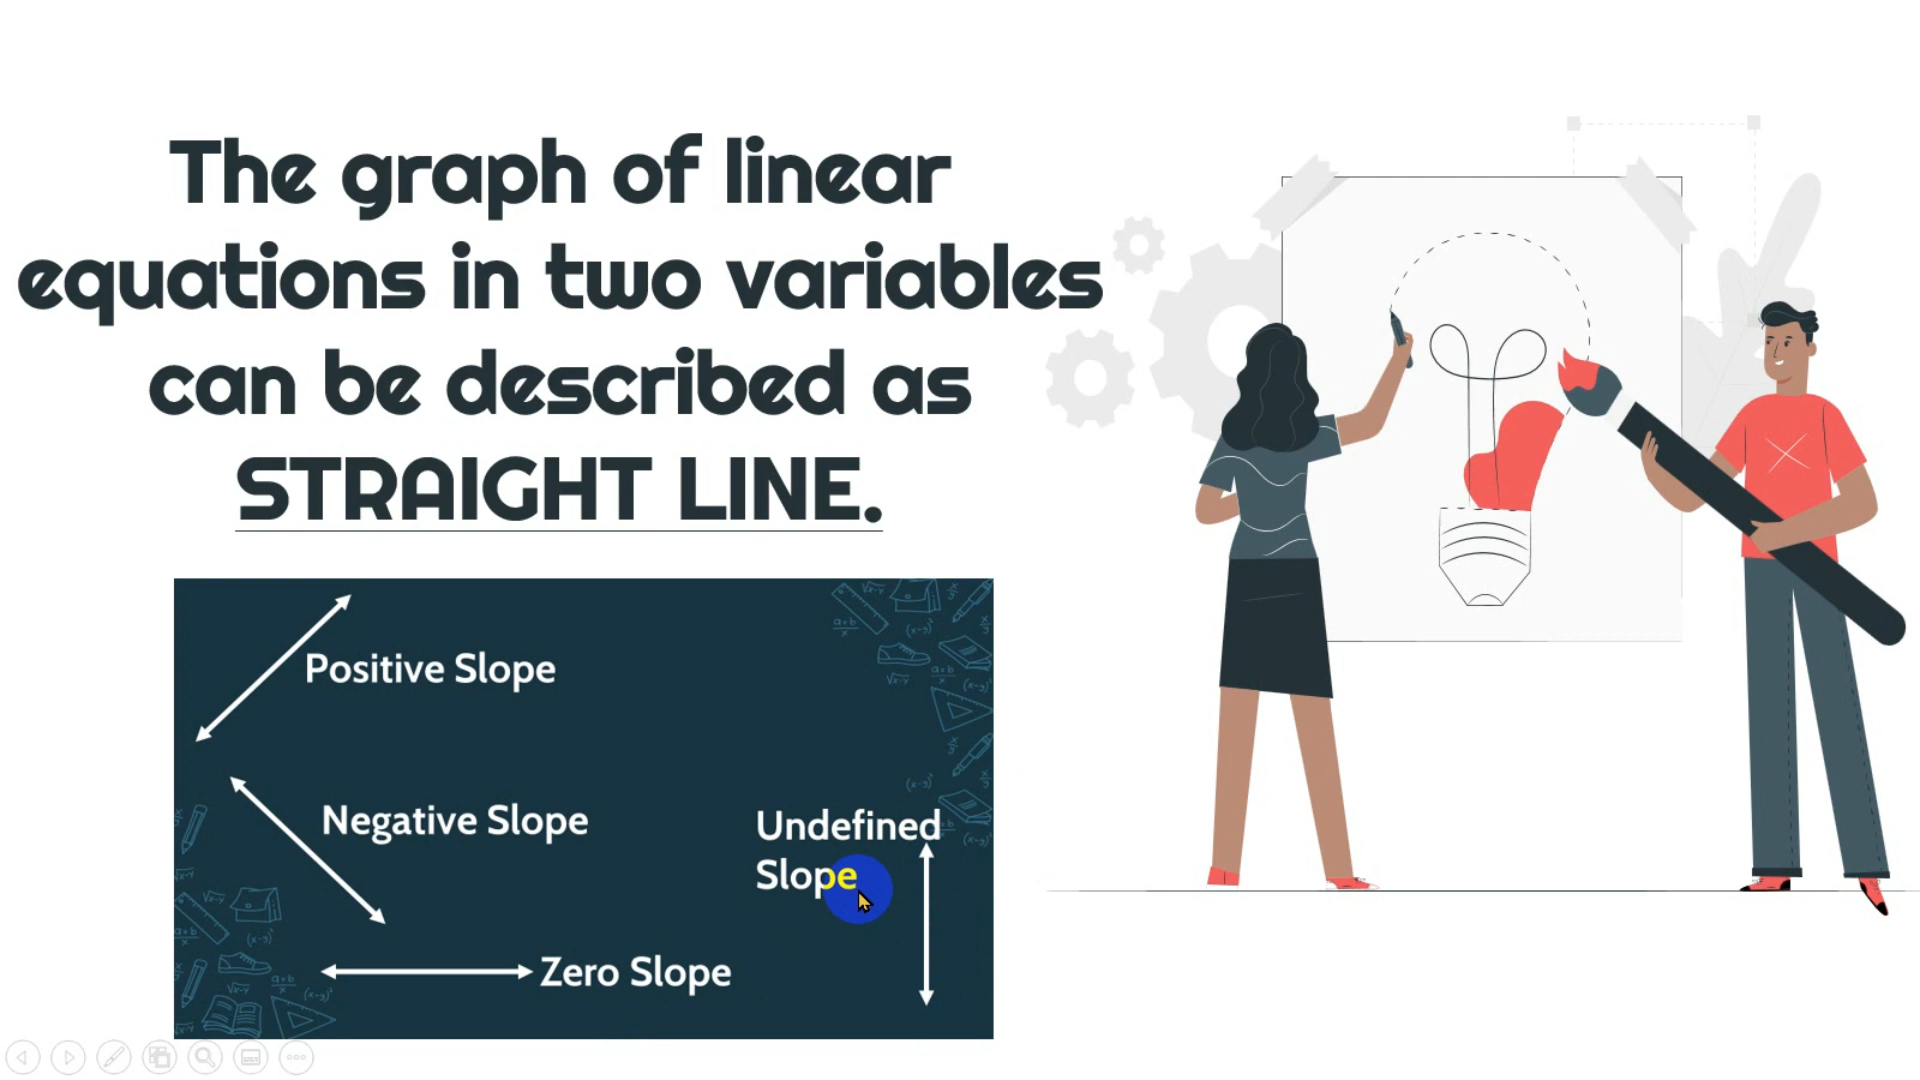 The graph of linear
equations in two variables
can be described as
STRAIGHT LINE.
Positive Slope
Negative Slope
Undefined
Slope
Zero Slope